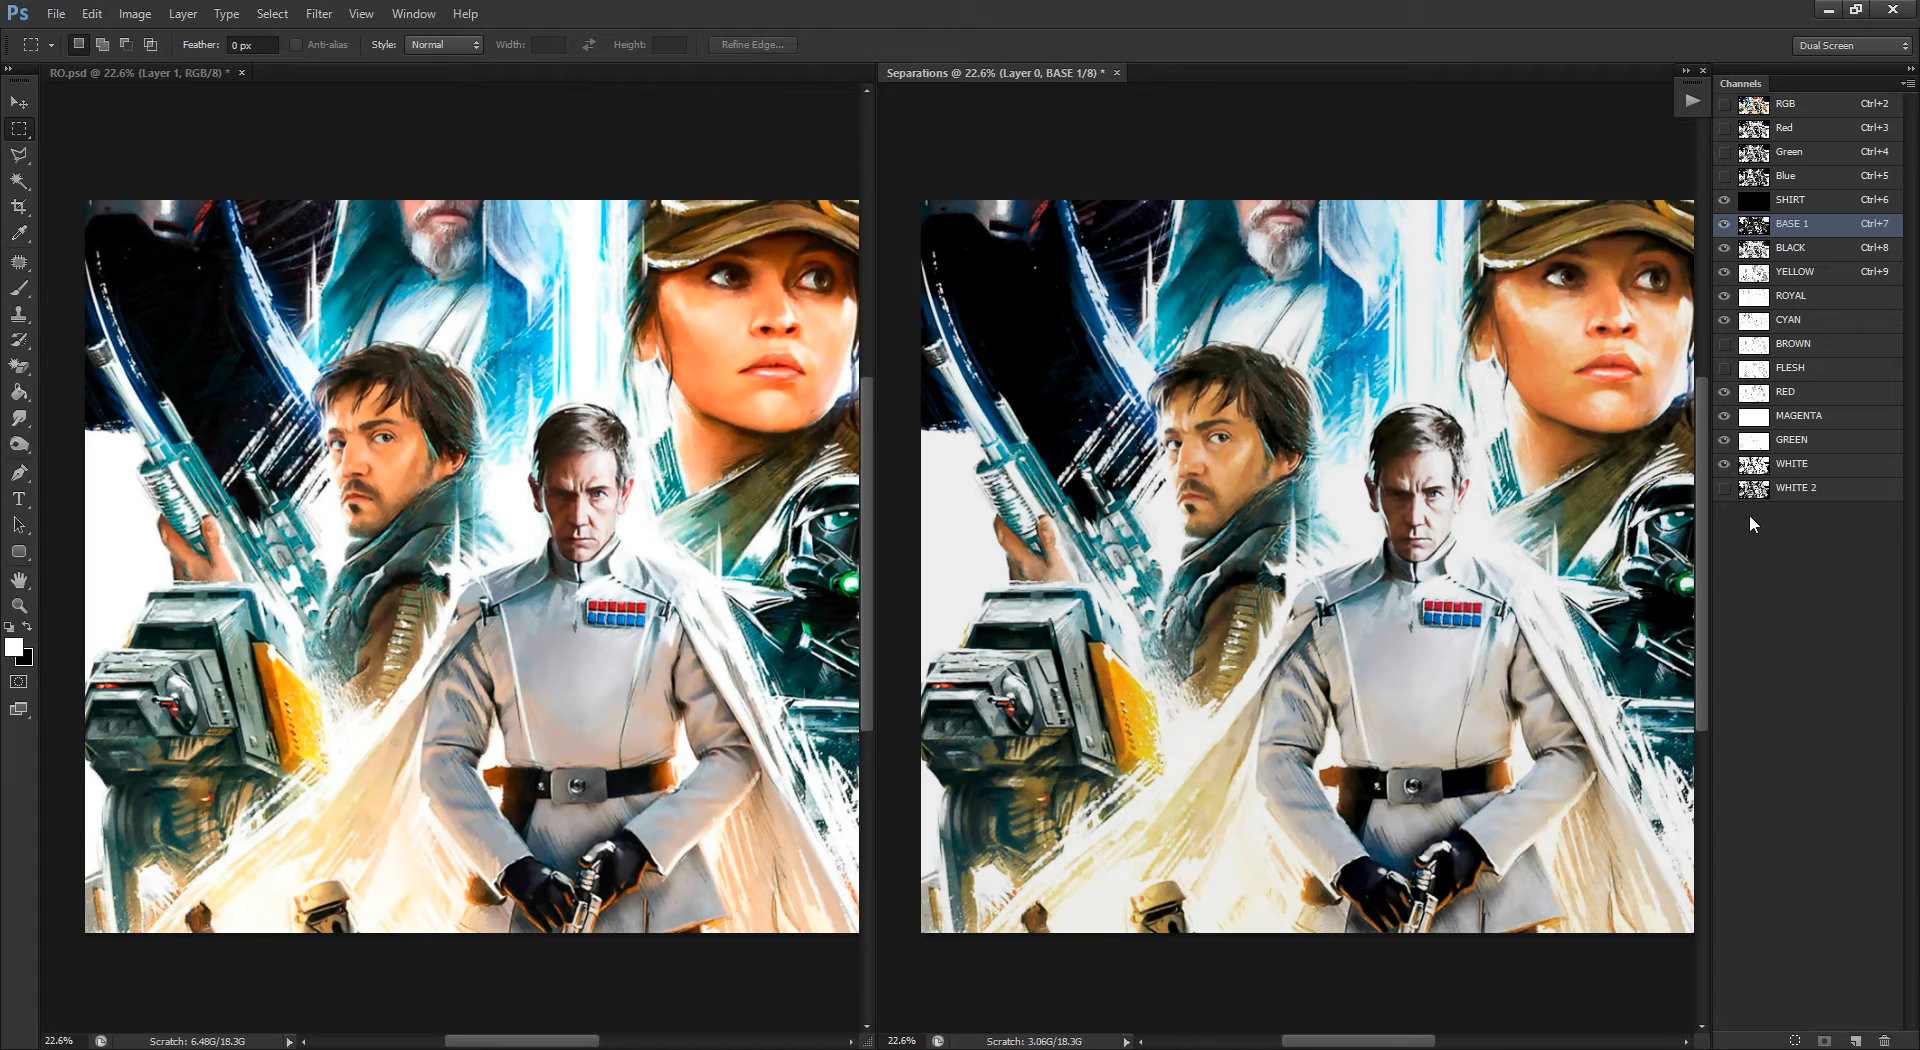 Ps File Edit Image Layer Type Select Filter View Window Help
Feather: 0 px Anti-alias Style: Normal Width: Height: Refine Edge... Dual Screen
RO.psd @ 22.6% (Layer 1, RGB/8) *
Separations @ 22.6% (Layer 0, BASE 1/8) *
Channels
RGB Ctrl+2
Red Ctrl+3
Green Ctrl+4
Blue Ctrl+5
SHIRT Ctrl+6
BASE 1 Ctrl+7
BLACK Ctrl+8
YELLOW Ctrl+9
ROYAL
CYAN
BROWN
FLESH
RED
MAGENTA
GREEN
WHITE
WHITE 2
T
22.6% Scratch: 6.48G/18.3G
22.6% Scratch: 3.06G/18.3G